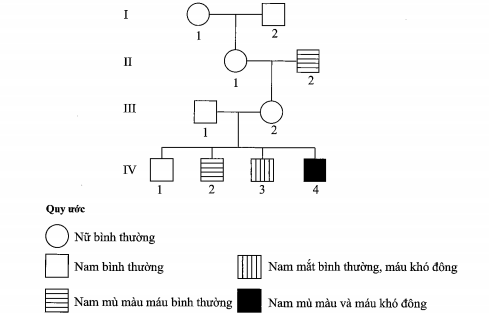 I
1
2
II
1
2
III
1
2
IV
1
2
3
4
Quy ước
Nữ bình thường
Nam bình thường
Nam mắt bình thường, máu khó đông
Nam mù màu máu bình thường
Nam mù màu và máu khó đông